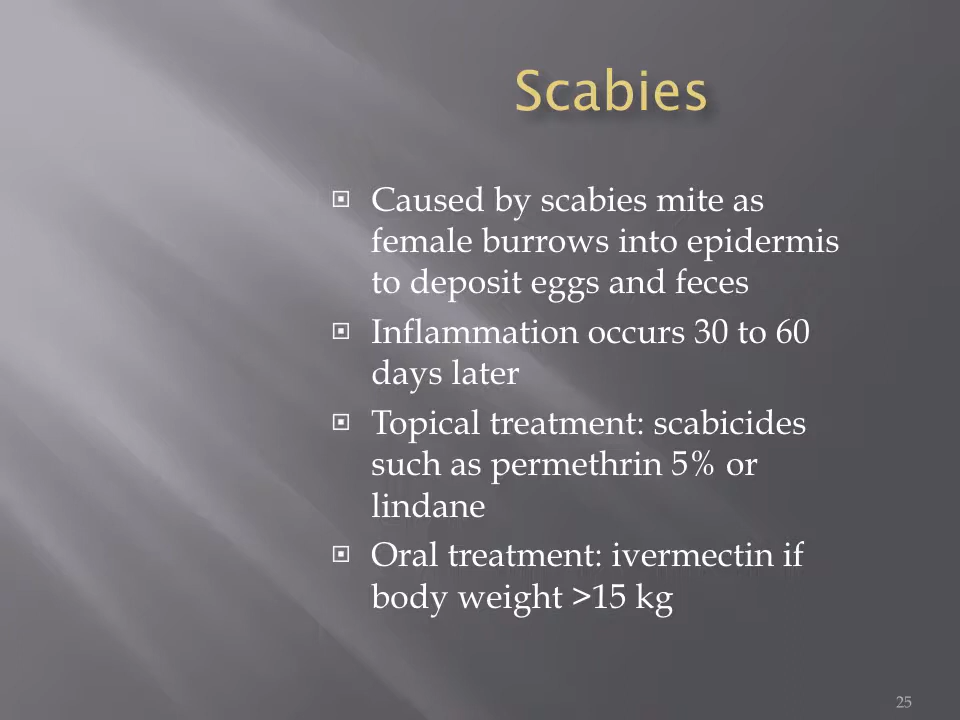 Scabies
Caused by scabies mite as
female burrows into epidermis
to deposit eggs and feces
Inflammation occurs 30 to 60
days later
Topical treatment: scabicides
such as permethrin 5% or
lindane
Oral treatment: ivermectin if
body weight >15 kg
25